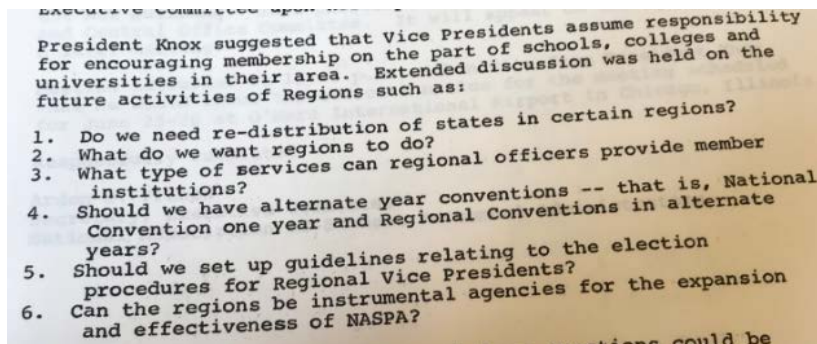 Executive Committee upon
President Knox suggested that Vice Presidents assume responsibility
for encouraging membership on the part of schools, colleges and
universities in their area. Extended discussion was held on the
future activities of Regions such as:
1. Do we need re-distribution of states in certain regions?
2. What do we want regions to do?
3. What type of services can regional officers provide member
institutions?
4. Should we have alternate year conventions -- that is, National
Convention one year and Regional Conventions in alternate
years?
5. Should we set up guidelines relating to the election
procedures for Regional Vice Presidents?
6. Can the regions be instrumental agencies for the expansion
and effectiveness of NASPA?
could be